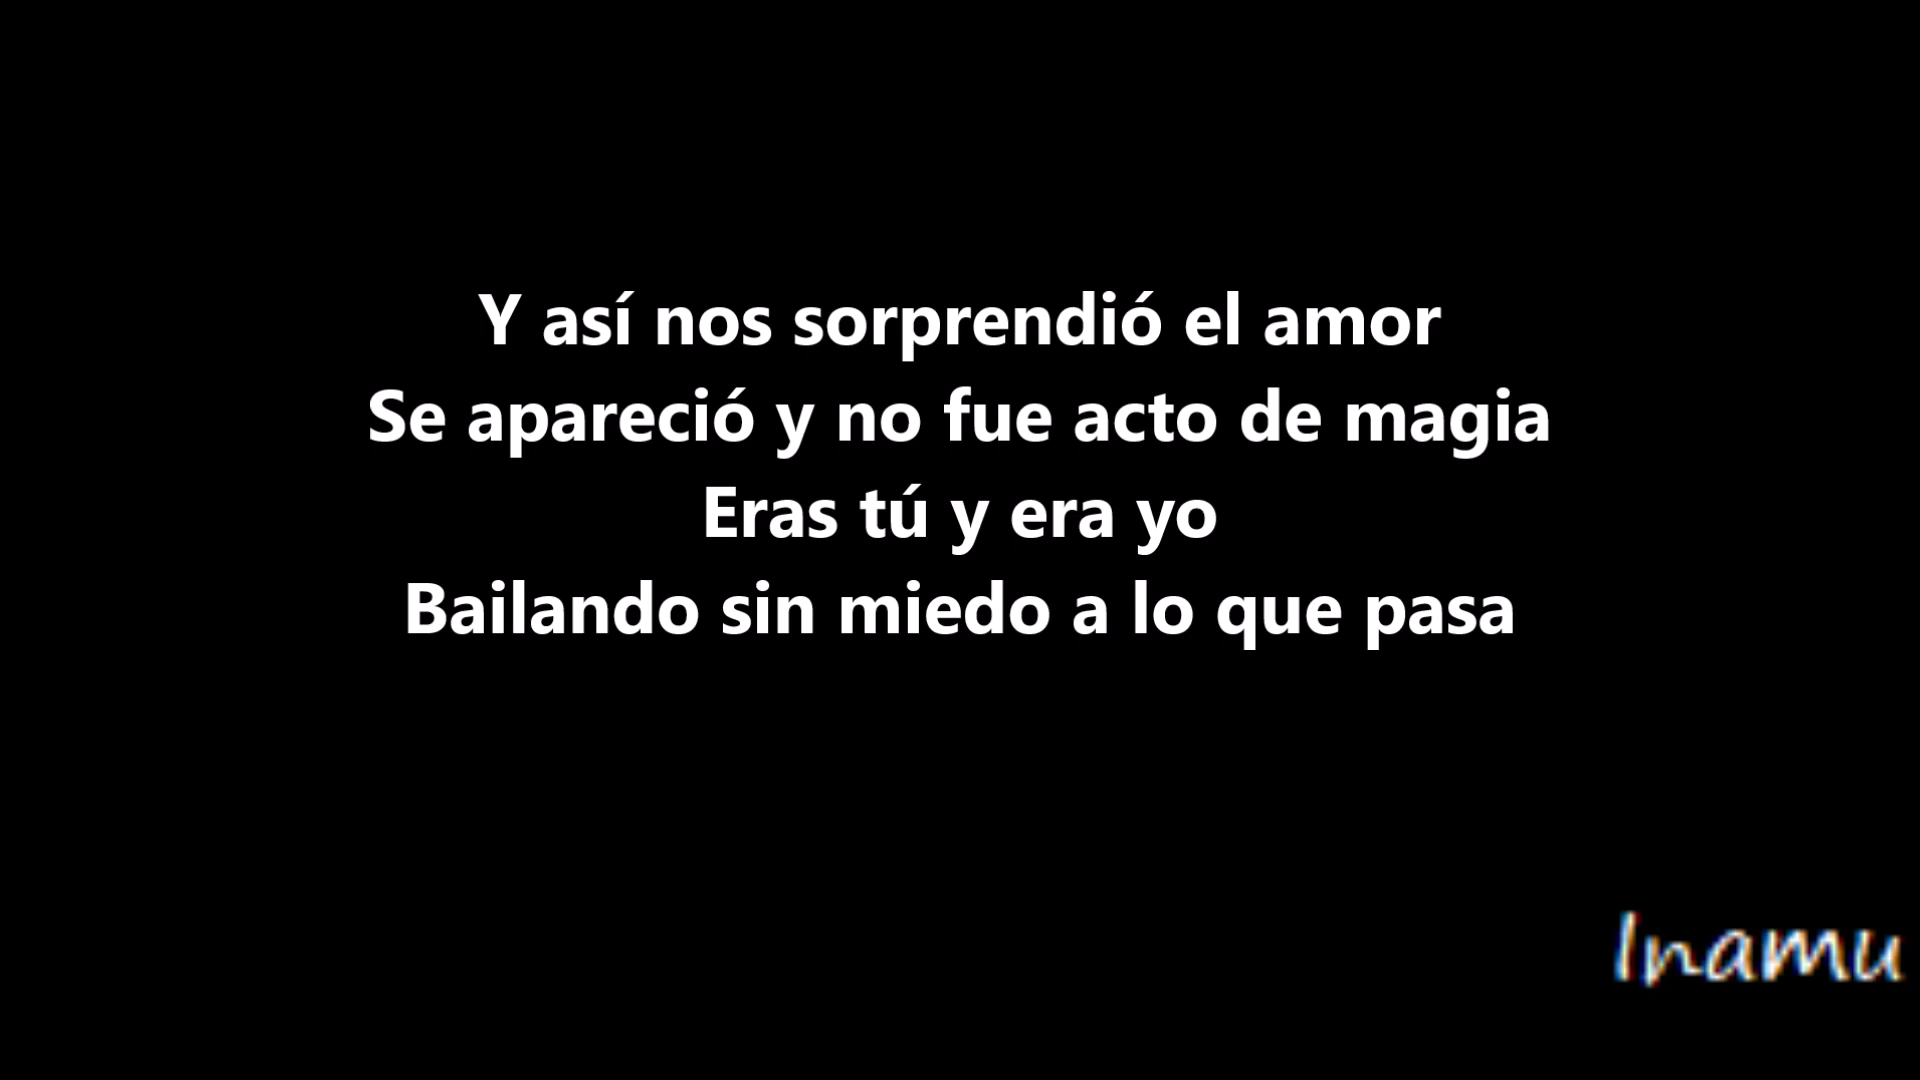 Y así nos sorprendió el amor
Se apareció y no fue acto de magia
Eras tú y era yo
Bailando sin miedo a lo que pasa
Inamu